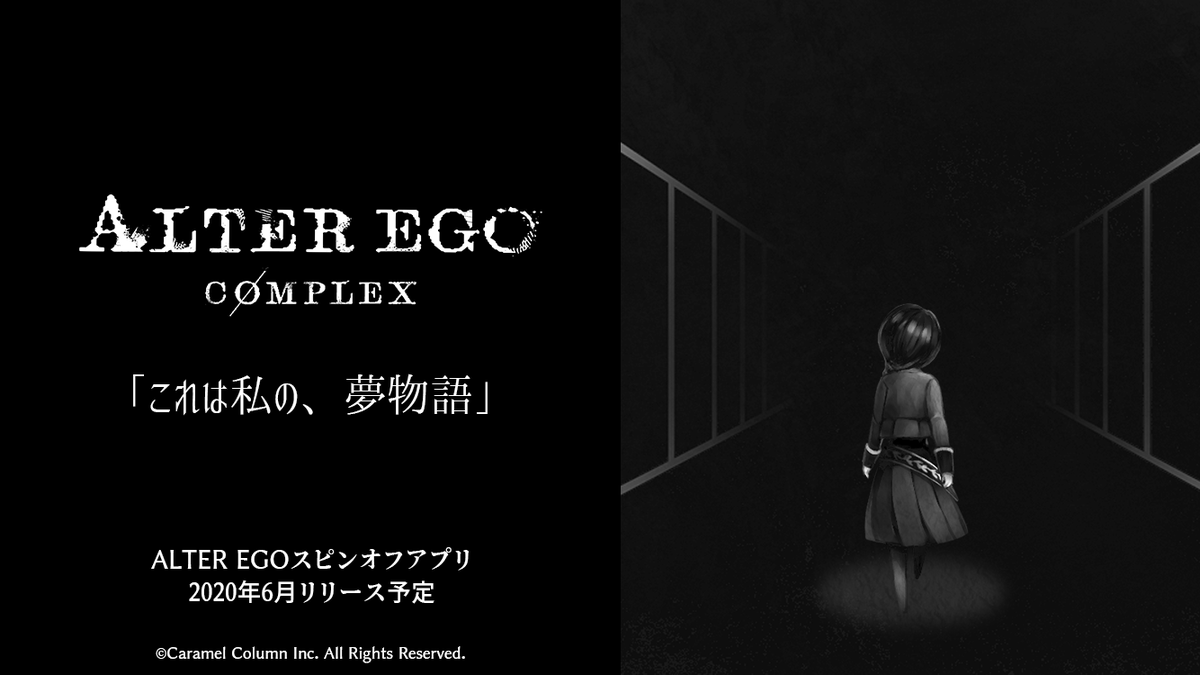 ALTER EGO
CØMPLEX
「これは私の、夢物語」
ALTER EGOスピンオフアプリ
2020年6月リリース予定
©Caramel Column Inc. All Rights Reserved.